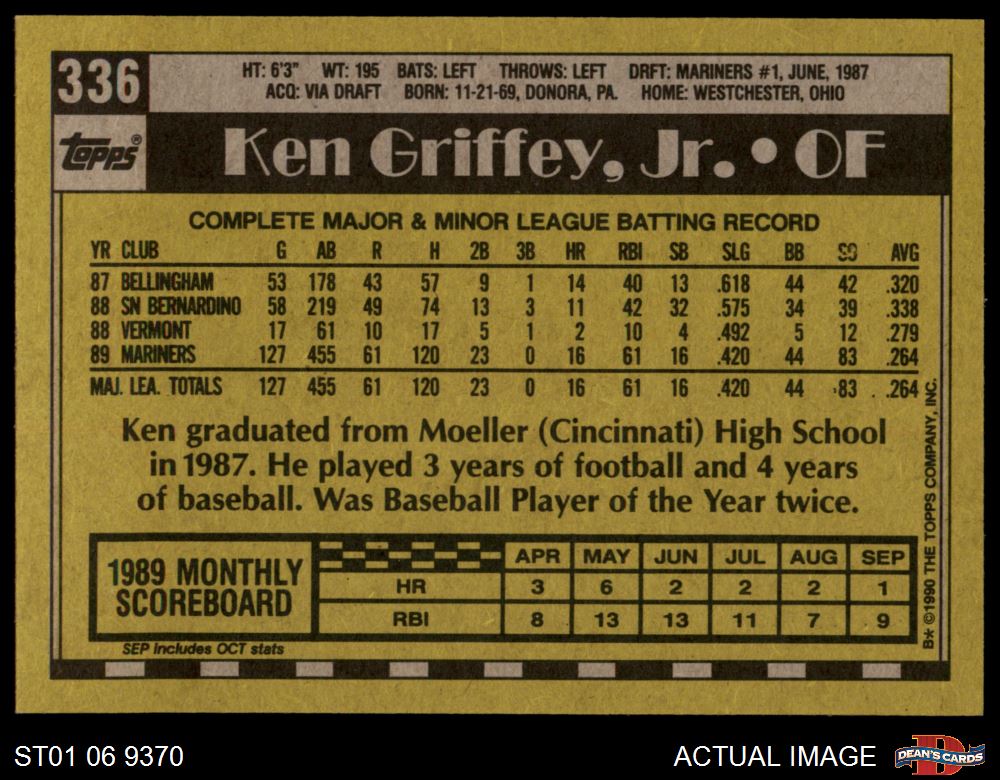 336
HT: 6'3" WT: 195 BATS: LEFT THROWS: LEFT DRFT: MARINERS #1, JUNE, 1987
ACQ: VIA DRAFT BORN: 11-21-69, DONORA, PA. HOME: WESTCHESTER, OHIO
Topps® Ken Griffey, Jr. • OF
COMPLETE MAJOR & MINOR LEAGUE BATTING RECORD
YR CLUB G AB R H 2B 3B HR RBI SB SLG BB SO AVG
87 BELLINGHAM 53 178 43 57 9 1 14 40 13 .618 44 42 .320
88 SN BERNARDINO 58 219 49 74 13 3 11 42 32 .575 34 39 .338
88 VERMONT 17 61 10 17 5 1 2 10 4 .492 5 12 .279
89 MARINERS 127 455 61 120 23 0 16 61 16 .420 44 83 .264
MAJ. LEA. TOTALS 127 455 61 120 23 0 16 61 16 .420 44 83 .264
Ken graduated from Moeller (Cincinnati) High School
in 1987. He played 3 years of football and 4 years
of baseball. Was Baseball Player of the Year twice.
1989 MONTHLY
SCOREBOARD
APR MAY JUN JUL AUG SEP
HR 3 6 2 2 2 1
RBI 8 13 13 11 7 9
SEP includes OCT stats
B* ©1990 THE TOPPS COMPANY, INC.
ST01 06 9370
ACTUAL IMAGE
D
DEAN'S CARDS